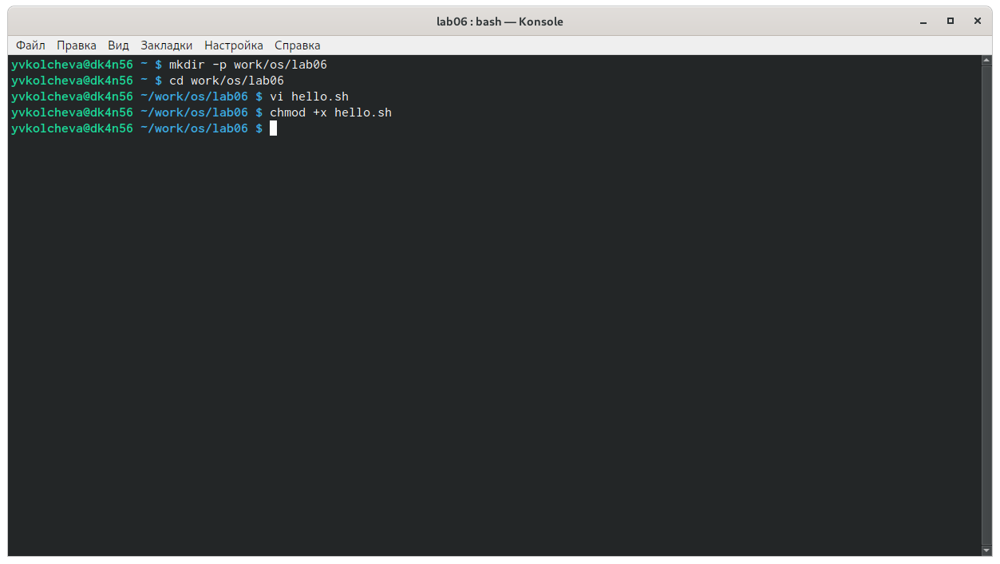 lab06 : bash — Konsole
Файл Правка Вид Закладки Настройка Справка
yvkolcheva@dk4n56 ~ $ mkdir -p work/os/lab06
yvkolcheva@dk4n56 ~ $ cd work/os/lab06
yvkolcheva@dk4n56 ~/work/os/lab06 $ vi hello.sh
yvkolcheva@dk4n56 ~/work/os/lab06 $ chmod +x hello.sh
yvkolcheva@dk4n56 ~/work/os/lab06 $